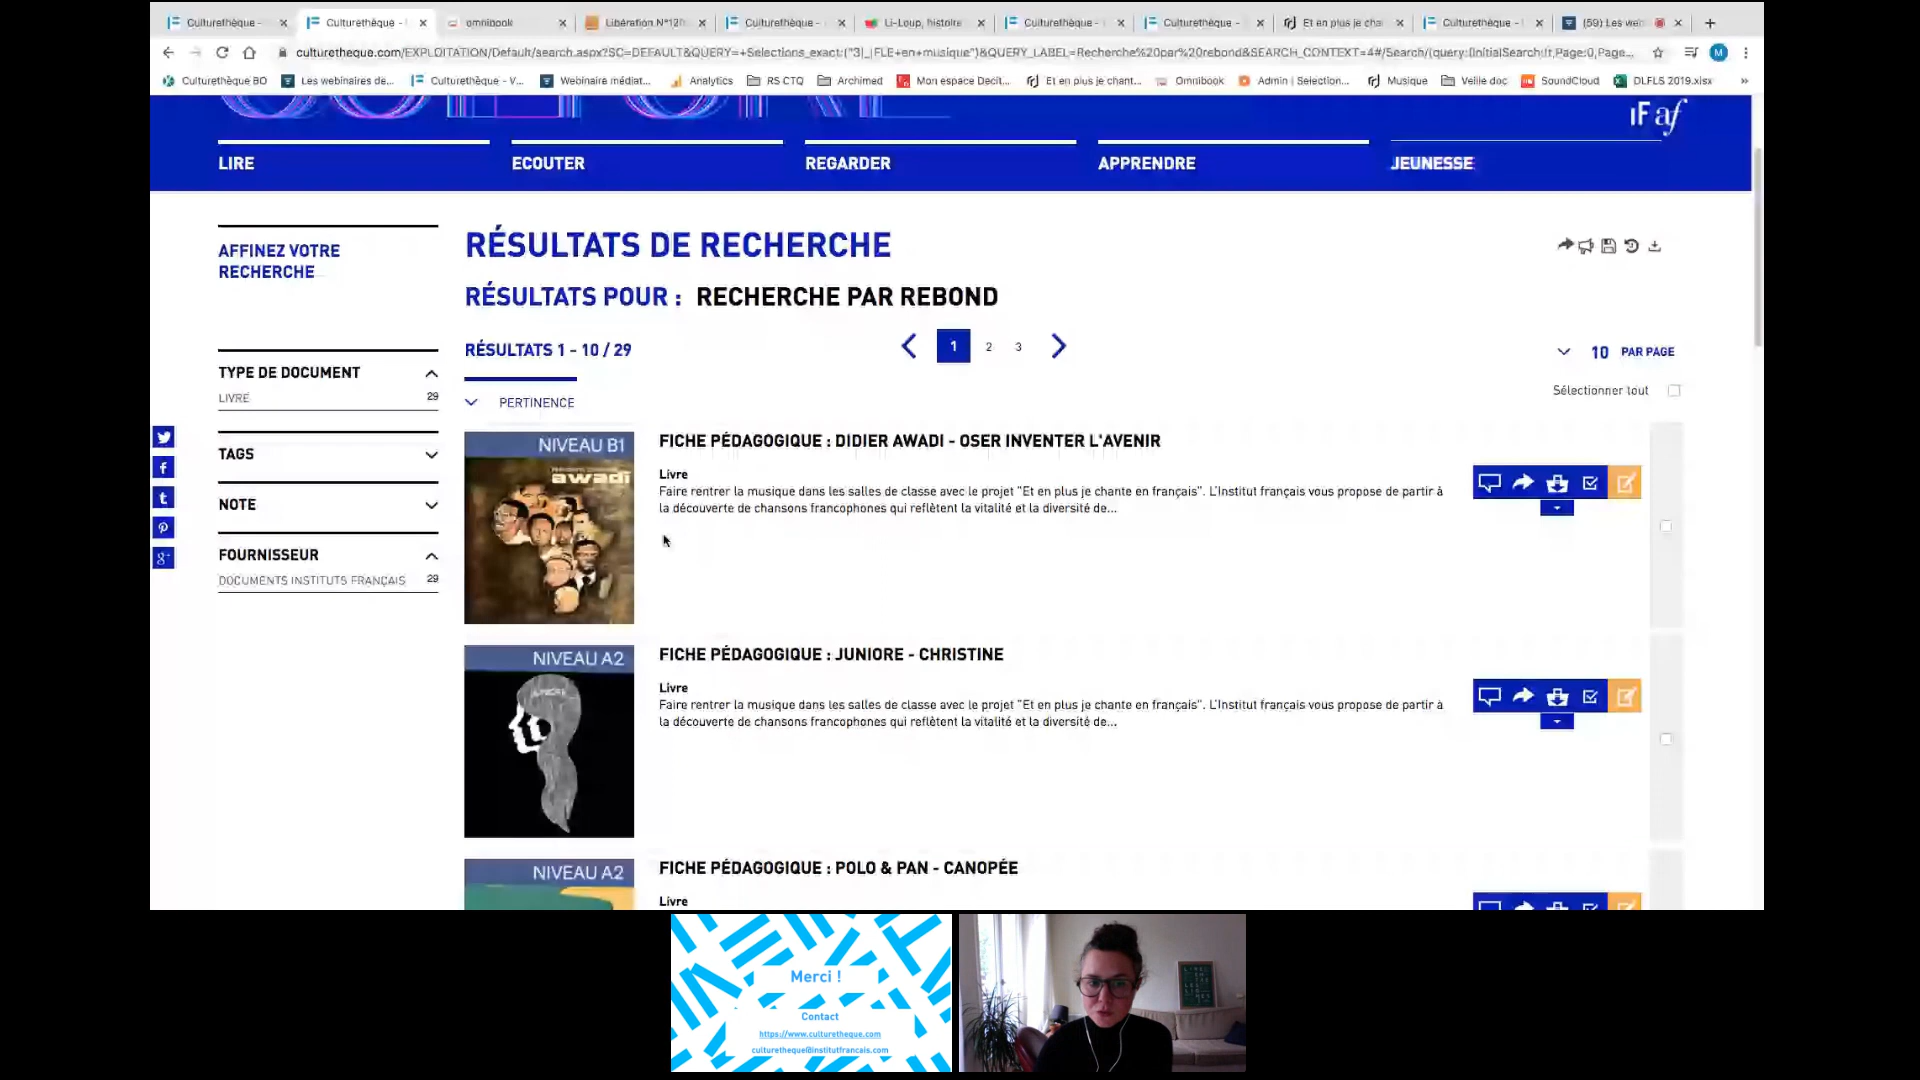 Culturethèque -
Culturethèque -
omnibook
Libération N°120
Culturethèque -
Li-Loup, histoire
Culturethèque -
Culturethèque -
Et en plus je chan
Culturethèque -
(59) Les web
culturetheque.com/EXPLOITATION/Default/search.aspx?SC=DEFAULT&QUERY=+Selections_exact:("3|_|FLE+en+musique")&QUERY_LABEL=Recherche%20par%20rebond&SEARCH_CONTEXT=4#/Search/(query:(InitialSearch:!t,Page:0,Page...
M
Culturethèque BO
Les webinaires de...
Culturethèque - V...
Webinaire médiat...
Analytics
RS CTQ
Archimed
Mon espace Decit...
Et en plus je chant...
Omnibook
Admin | Selection...
Musique
Veille doc
SoundCloud
DLFLS 2019.xlsx
»
IF af
LIRE
ECOUTER
REGARDER
APPRENDRE
JEUNESSE
AFFINEZ VOTRE
RECHERCHE
TYPE DE DOCUMENT
LIVRE 29
TAGS
NOTE
FOURNISSEUR
DOCUMENTS INSTITUTS FRANÇAIS 29
RÉSULTATS DE RECHERCHE
RÉSULTATS POUR : RECHERCHE PAR REBOND
RÉSULTATS 1 - 10 / 29
1 2 3
10 PAR PAGE
Sélectionner tout
PERTINENCE
NIVEAU B1
awadi
FICHE PÉDAGOGIQUE : DIDIER AWADI - OSER INVENTER L'AVENIR
Livre
Faire rentrer la musique dans les salles de classe avec le projet "Et en plus je chante en français". L'Institut français vous propose de partir à
la découverte de chansons francophones qui reflètent la vitalité et la diversité de...
NIVEAU A2
JUNIORE
FICHE PÉDAGOGIQUE : JUNIORE - CHRISTINE
Livre
Faire rentrer la musique dans les salles de classe avec le projet "Et en plus je chante en français". L'Institut français vous propose de partir à
la découverte de chansons francophones qui reflètent la vitalité et la diversité de...
NIVEAU A2
FICHE PÉDAGOGIQUE : POLO & PAN - CANOPÉE
Livre
Merci !
Contact
https://www.culturetheque.com
culturetheque@institutfrancais.com